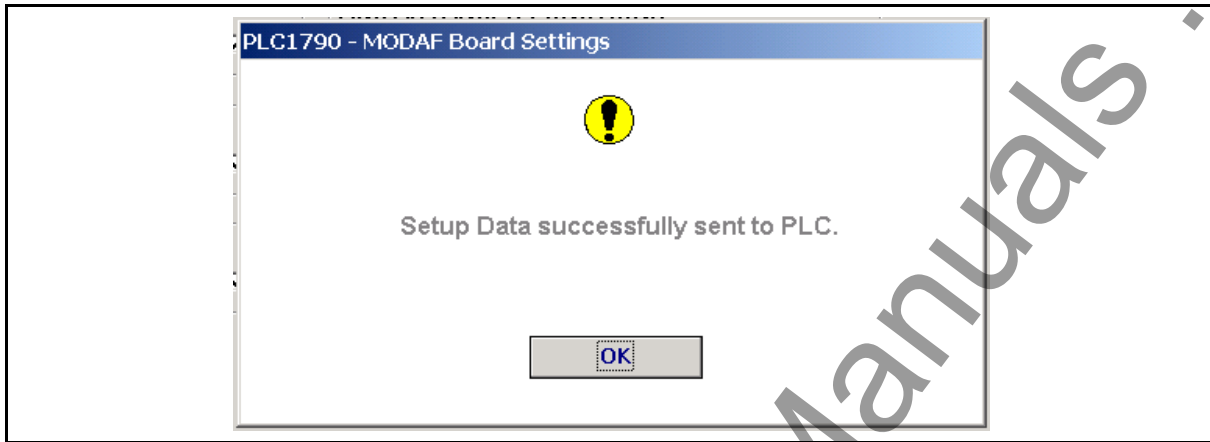 PLC1790 - MODAF Board Settings
Setup Data successfully sent to PLC.
OK
Manuals .